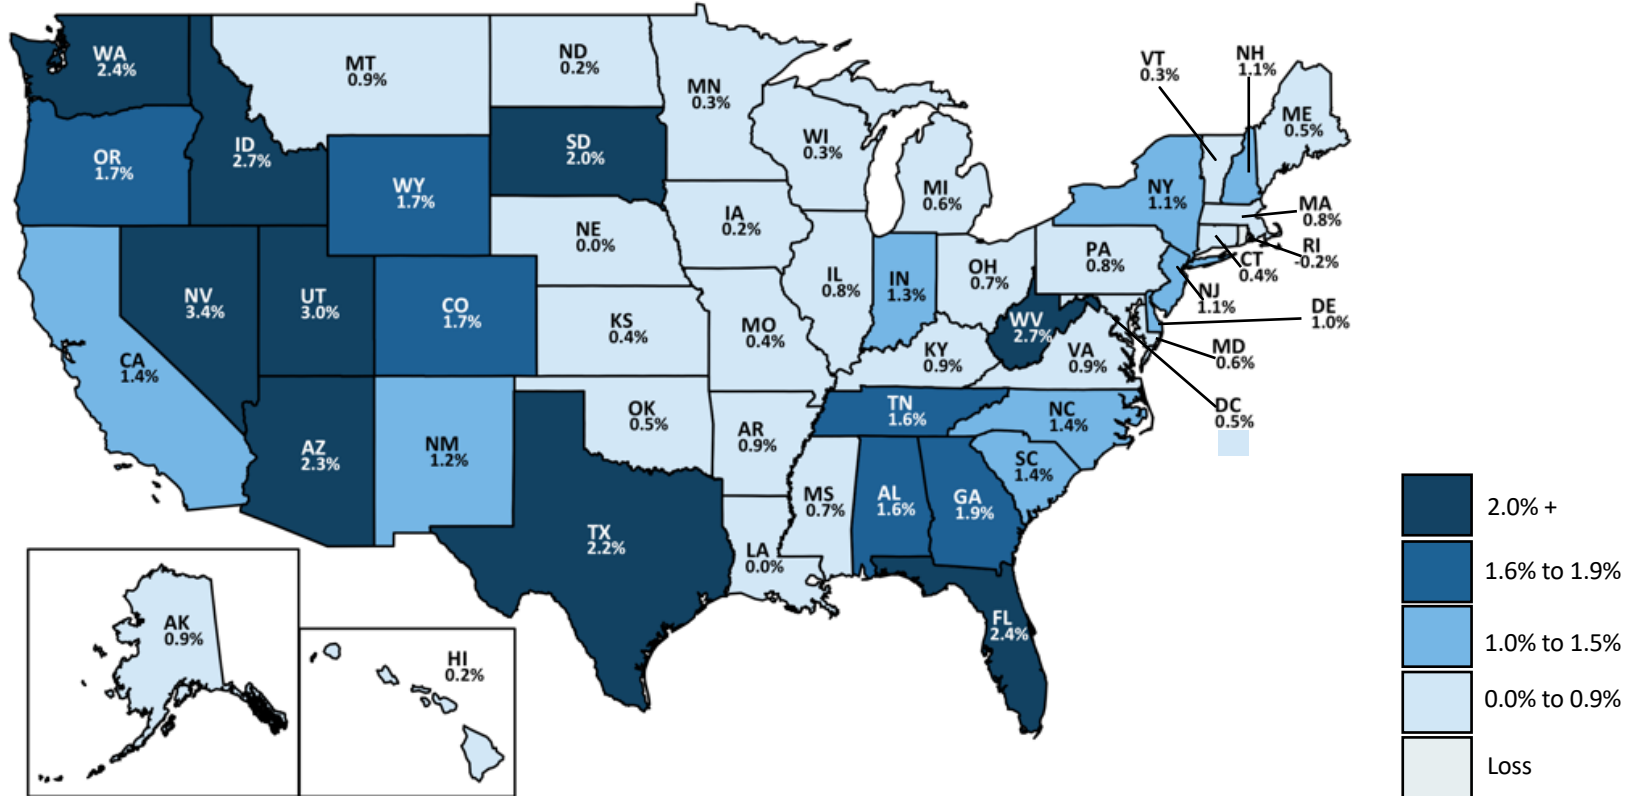 WA
2.4%
MT
0.9%
ND
0.2%
MN
0.3%
VT
0.3%
NH
1.1%
ME
0.5%
OR
1.7%
ID
2.7%
WY
1.7%
SD
2.0%
WI
0.3%
MI
0.6%
NY
1.1%
MA
0.8%
RI
-0.2%
CT
0.4%
NJ
1.1%
DE
1.0%
MD
0.6%
DC
0.5%
NE
0.0%
IA
0.2%
IL
0.8%
IN
1.3%
OH
0.7%
PA
0.8%
NV
3.4%
UT
3.0%
CO
1.7%
KS
0.4%
MO
0.4%
KY
0.9%
WV
2.7%
VA
0.9%
CA
1.4%
AZ
2.3%
NM
1.2%
OK
0.5%
AR
0.9%
TN
1.6%
NC
1.4%
SC
1.4%
TX
2.2%
LA
0.0%
MS
0.7%
AL
1.6%
GA
1.9%
FL
2.4%
AK
0.9%
HI
0.2%
2.0% +
1.6% to 1.9%
1.0% to 1.5%
0.0% to 0.9%
Loss